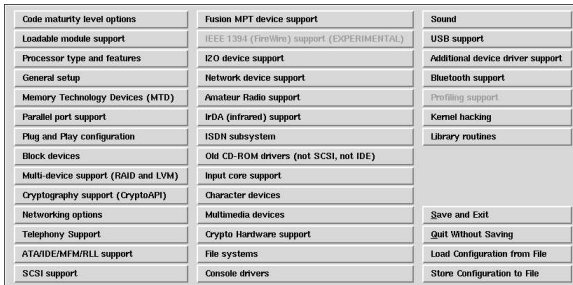 Code maturity level options
Loadable module support
Processor type and features
General setup
Memory Technology Devices (MTD)
Parallel port support
Plug and Play configuration
Block devices
Multi-device support (RAID and LVM)
Cryptography support (CryptoAPI)
Networking options
Telephony Support
ATA/IDE/MFM/RLL support
SCSI support
Fusion MPT device support
IEEE 1394 (FireWire) support (EXPERIMENTAL)
I2O device support
Network device support
Amateur Radio support
IrDA (infrared) support
ISDN subsystem
Old CD-ROM drivers (not SCSI, not IDE)
Input core support
Character devices
Multimedia devices
Crypto Hardware support
File systems
Console drivers
Sound
USB support
Additional device driver support
Bluetooth support
Profiling support
Kernel hacking
Library routines
Save and Exit
Quit Without Saving
Load Configuration from File
Store Configuration to File